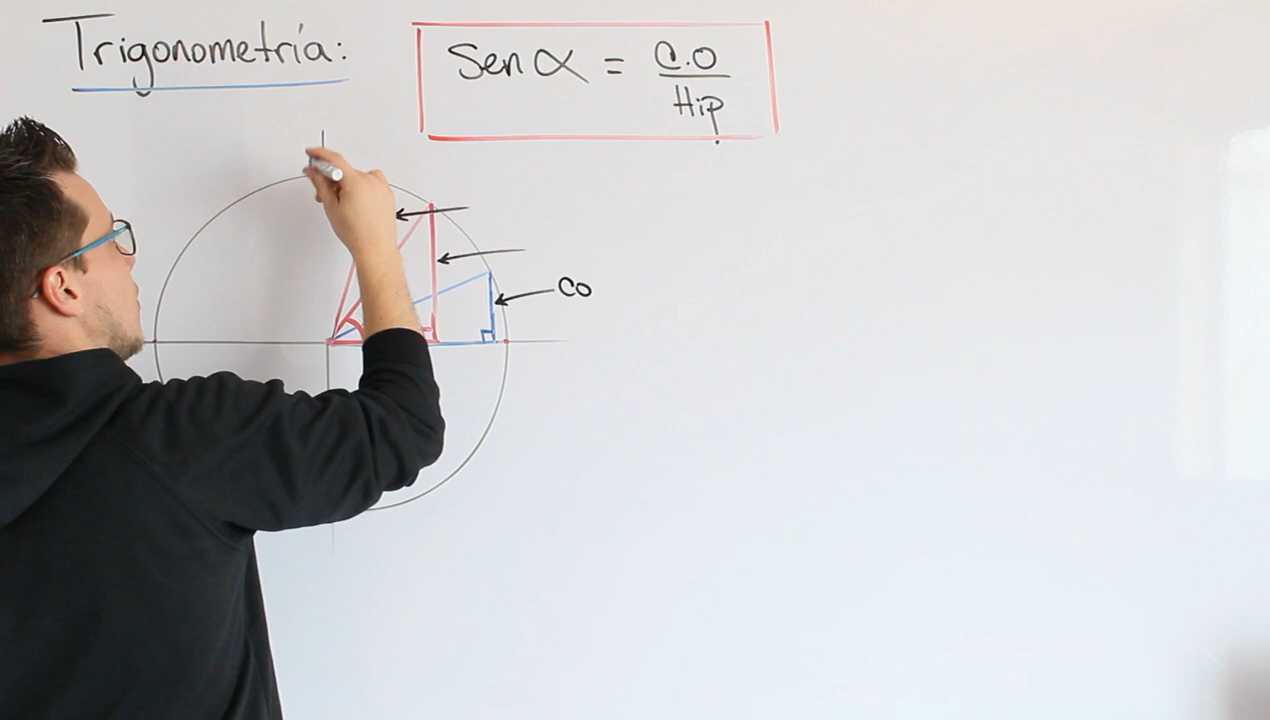 Trigonometría:
Sen α = C.O
Hip
CO